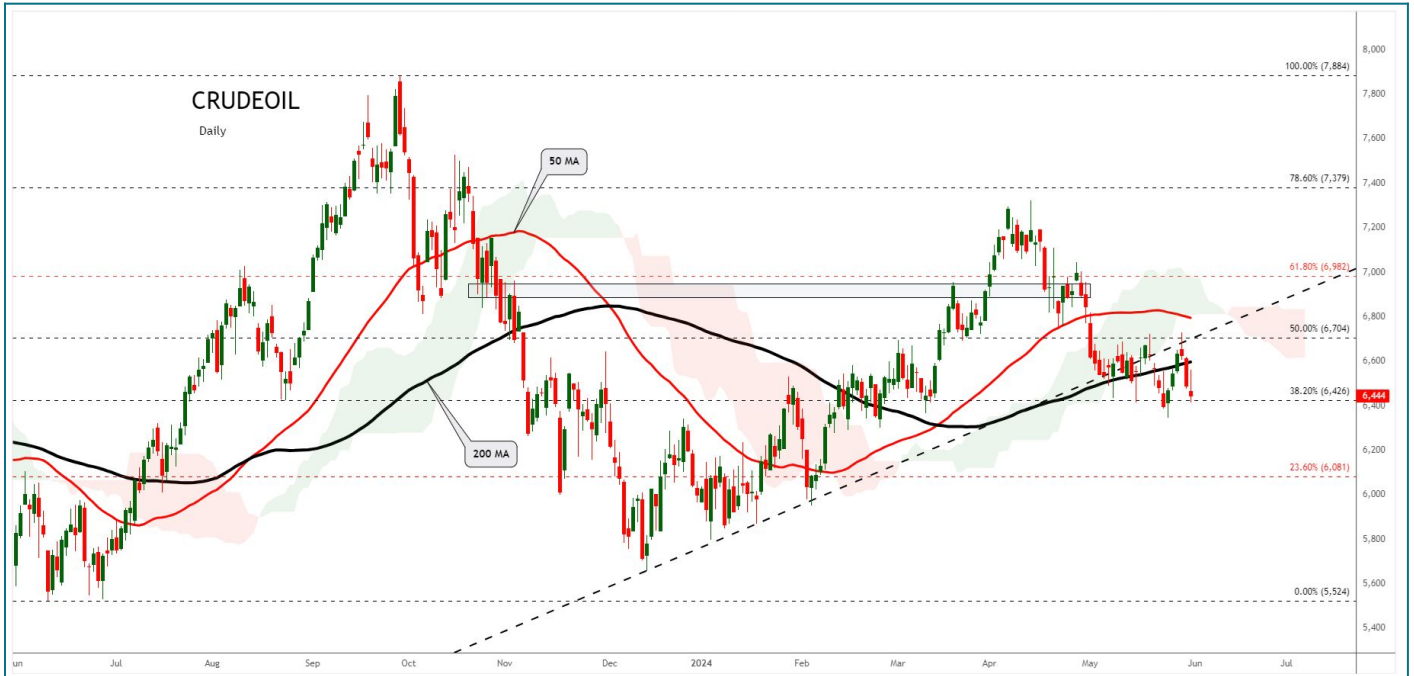 CRUDEOIL
Daily
50 MA
200 MA
100.00% (7,884)
78.60% (7,379)
61.80% (6,982)
50.00% (6,704)
38.20% (6,426)
23.60% (6,081)
0.00% (5,524)
8,000
7,800
7,600
7,400
7,200
7,000
6,800
6,600
6,444
6,400
6,200
6,000
5,800
5,600
5,400
un
Jul
Aug
Sep
Oct
Nov
Dec
2024
Feb
Mar
Apr
May
Jun
Jul